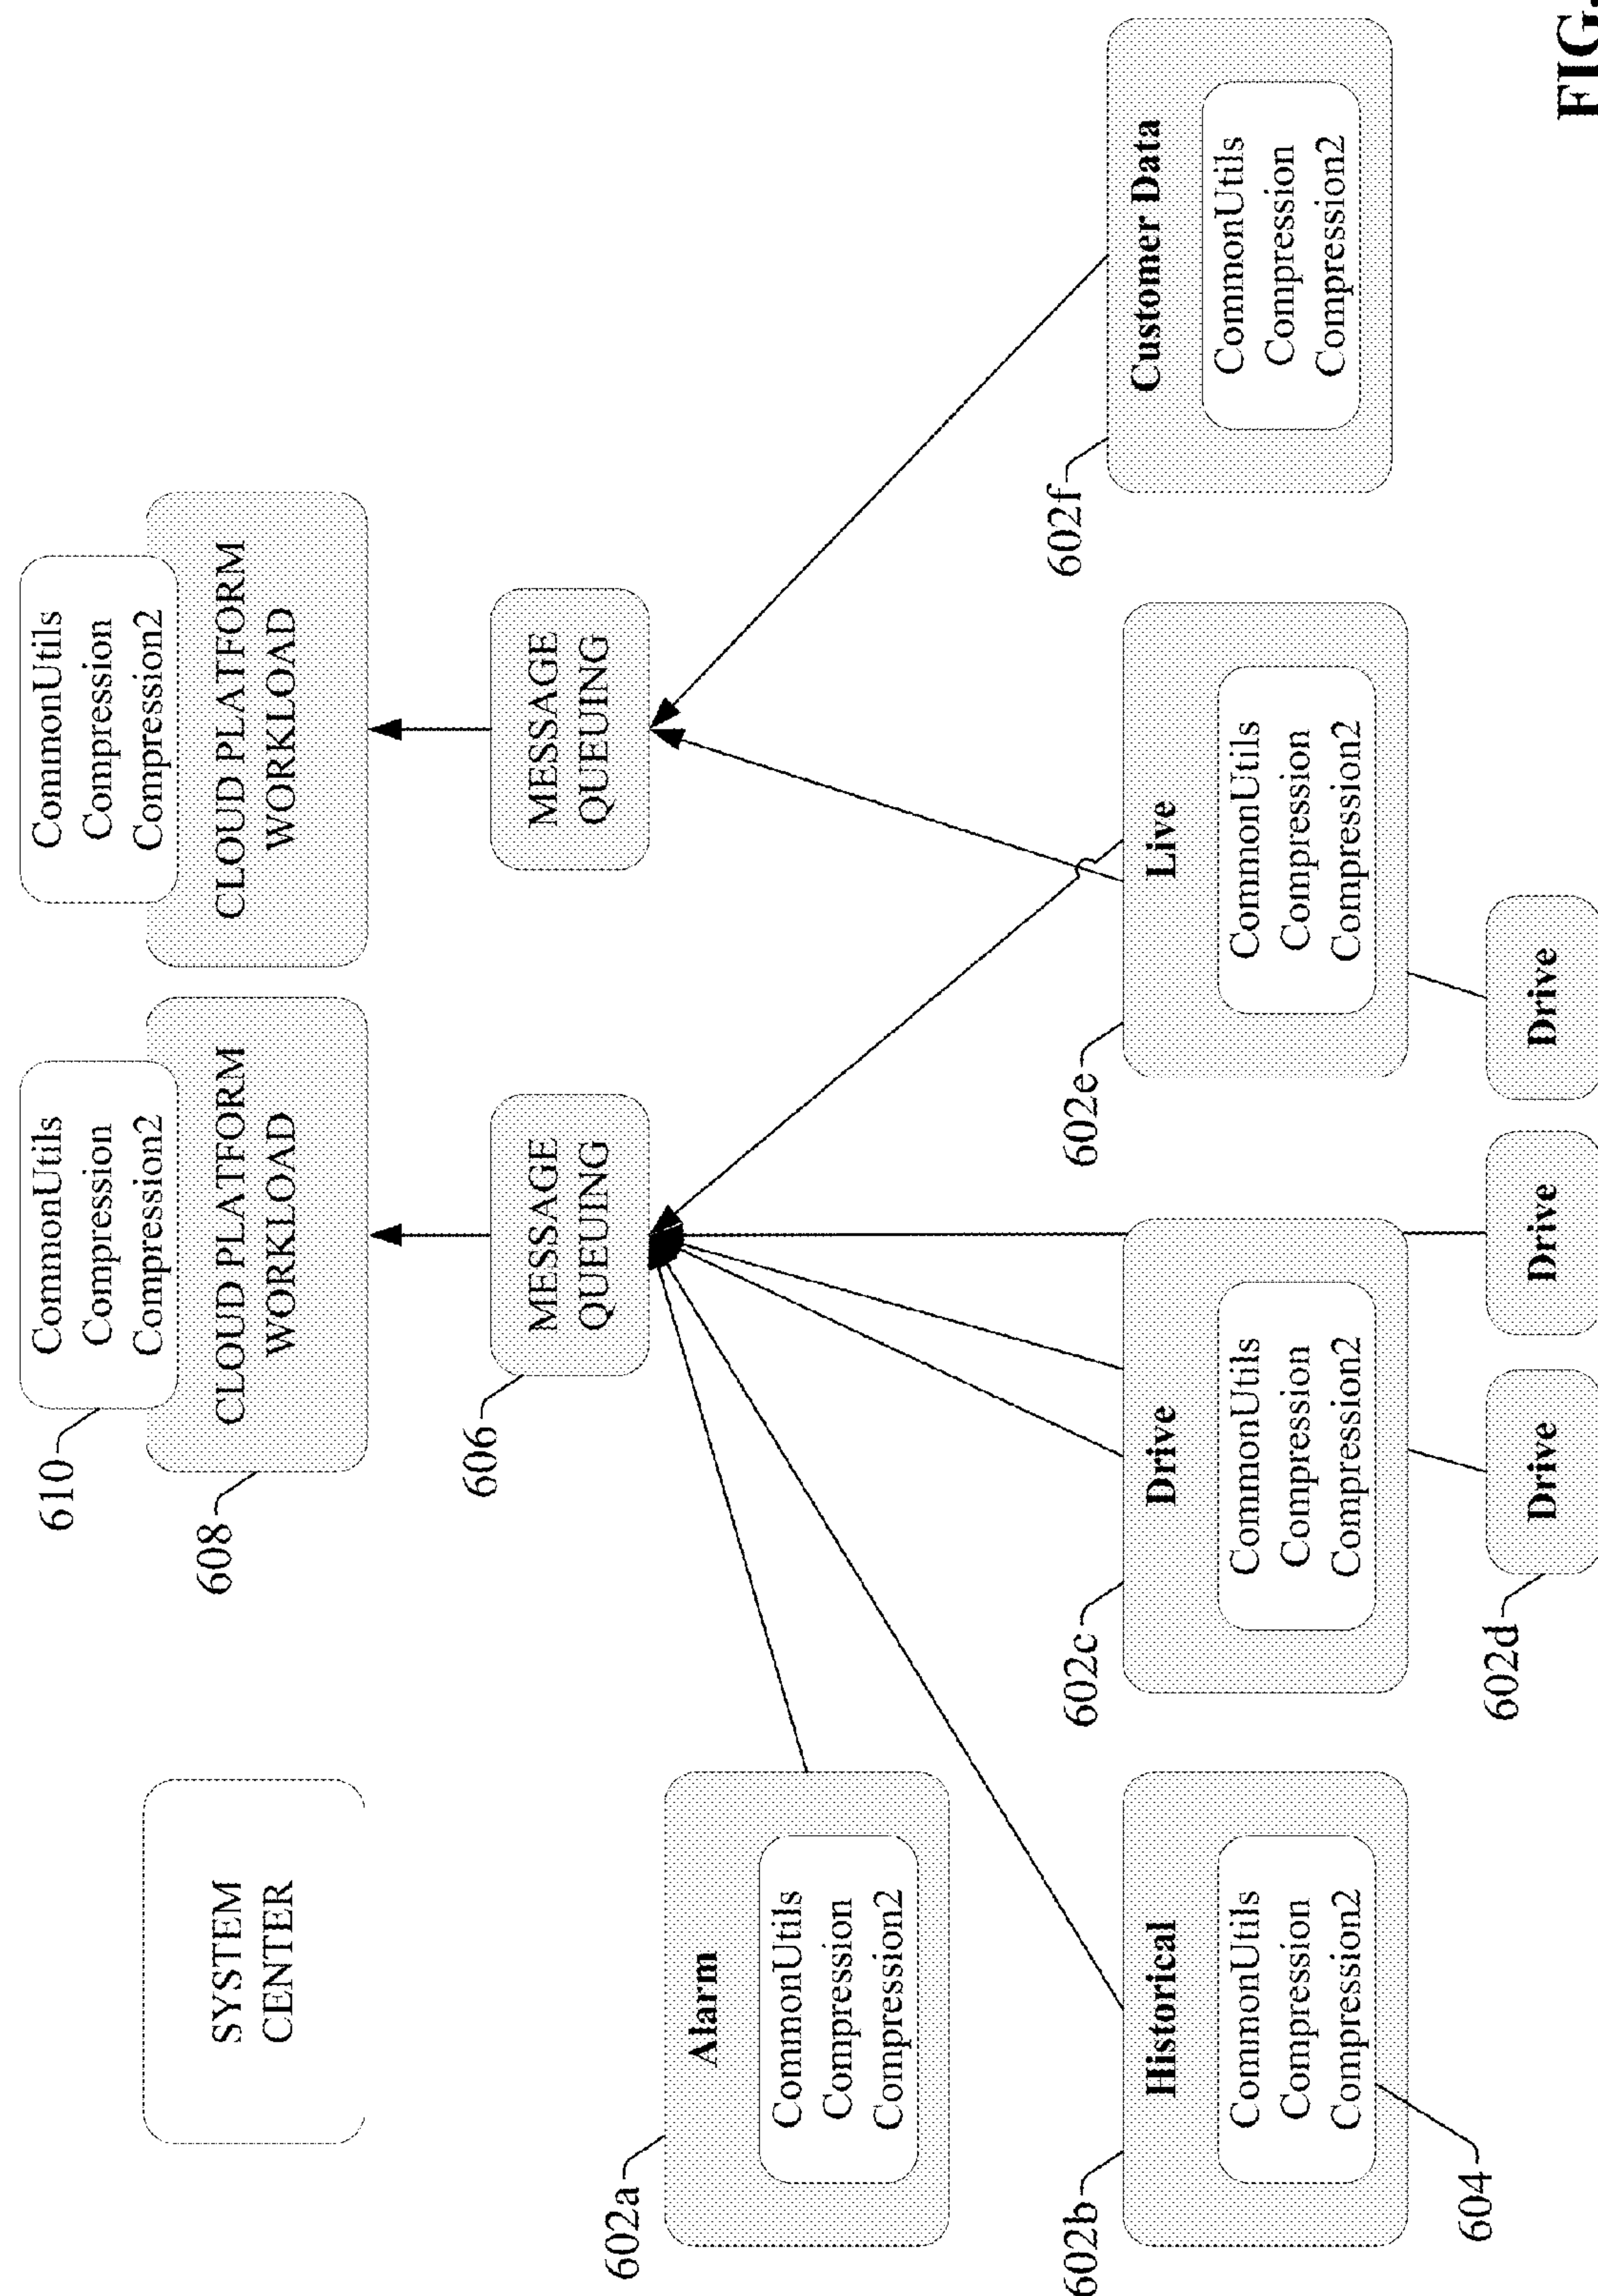 SYSTEM
CENTER
610
CommonUtils
Compression
Compression2
608
CLOUD PLATFORM
WORKLOAD
CommonUtils
Compression
Compression2
CLOUD PLATFORM
WORKLOAD
606
MESSAGE
QUEUING
MESSAGE
QUEUING
602a
Alarm
CommonUtils
Compression
Compression2
602b
Historical
CommonUtils
Compression
Compression2
604
602c
Drive
CommonUtils
Compression
Compression2
602e
Live
CommonUtils
Compression
Compression2
602f
Customer Data
CommonUtils
Compression
Compression2
602d
Drive
Drive
Drive
FIG.